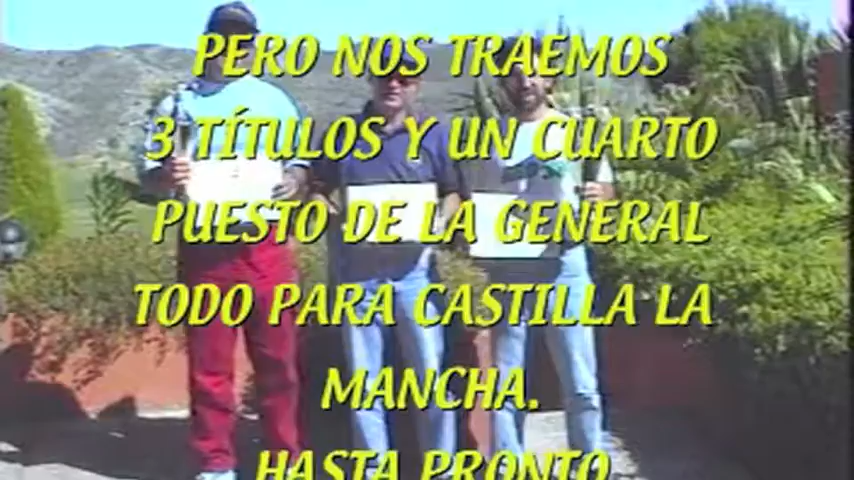 PERO NOS TRAEMOS
3 TÍTULOS Y UN CUARTO
PUESTO DE LA GENERAL
TODO PARA CASTILLA LA
MANCHA.
HASTA PRONTO